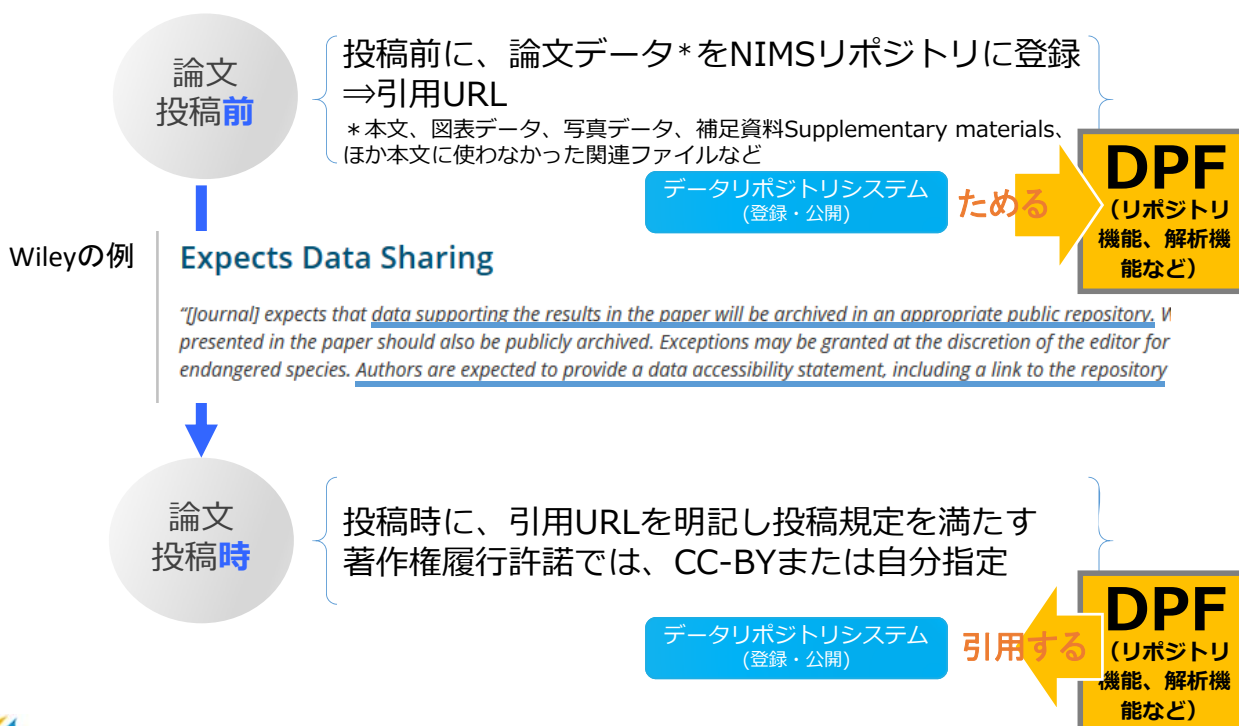 論文
投稿前
投稿前に、論文データ*をNIMSリポジトリに登録
⇒引用URL
＊本文、図表データ、写真データ、補足資料Supplementary materials、
ほか本文に使わなかった関連ファイルなど
データリポジトリシステム
(登録・公開)
ためる
DPF
（リポジトリ
機能、解析機
能など）
Wileyの例
Expects Data Sharing
“[Journal] expects that data supporting the results in the paper will be archived in an appropriate public repository.
presented in the paper should also be publicly archived. Exceptions may be granted at the discretion of the editor for
endangered species. Authors are expected to provide a data accessibility statement, including a link to the repository
論文
投稿時
投稿時に、引用URLを明記し投稿規定を満たす
著作権履行許諾では、CC-BYまたは自分指定
データリポジトリシステム
(登録・公開)
引用する
DPF
（リポジトリ
機能、解析機
能など）